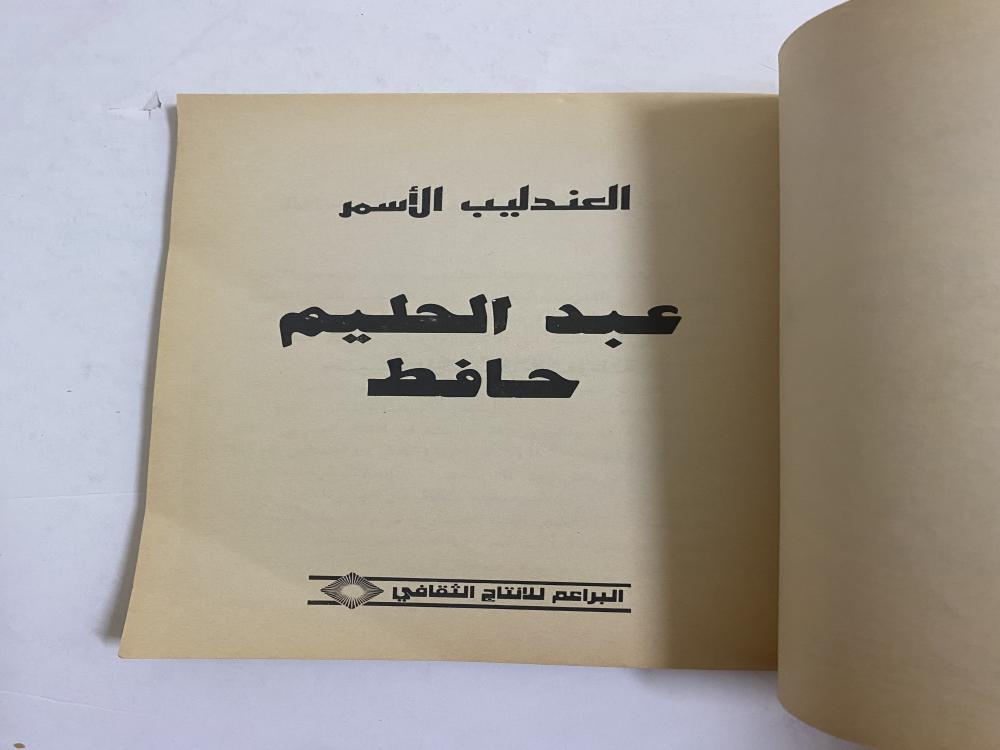 العندليب الأسمر
عبد الحليم
حافظ
البراعم للانتاج الثقافي